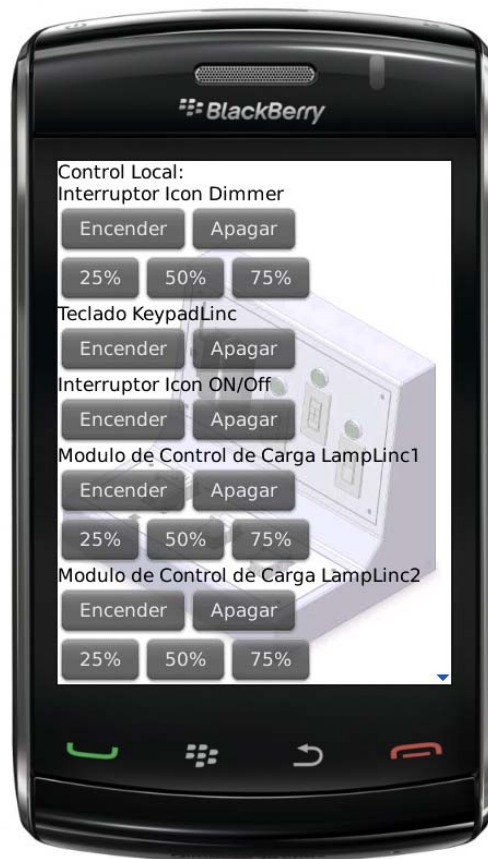 BlackBerry
Control Local:
Interruptor Icon Dimmer
Encender Apagar
25% 50% 75%
Teclado KeypadLinc
Encender Apagar
Interruptor Icon ON/Off
Encender Apagar
Modulo de Control de Carga LampLinc1
Encender Apagar
25% 50% 75%
Modulo de Control de Carga LampLinc2
Encender Apagar
25% 50% 75%